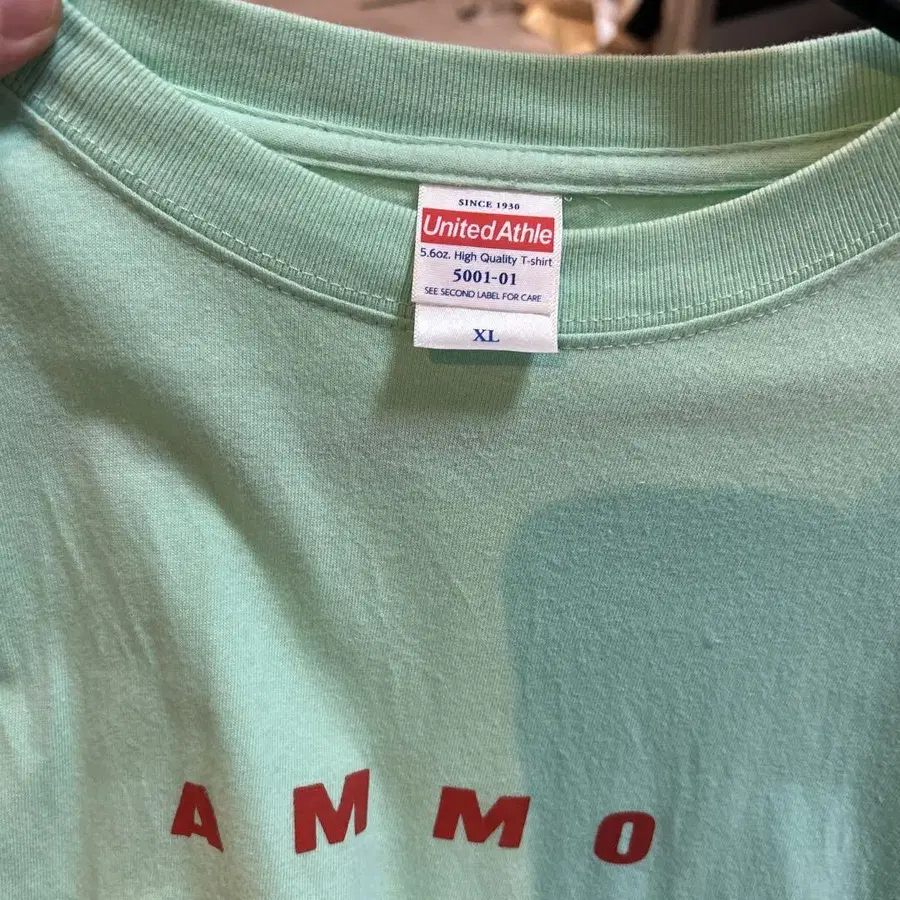 SINCE 1930
United Athle
5.6oz. High Quality T-shirt
5001-01
SEE SECOND LABEL FOR CARE
XL
AMMO